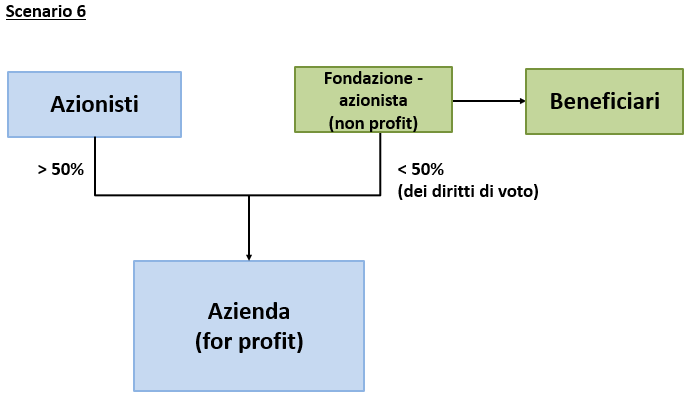 Scenario 6
Azionisti
Fondazione -
azionista
(non profit)
Beneficiari
> 50%
< 50%
(dei diritti di voto)
Azienda
(for profit)